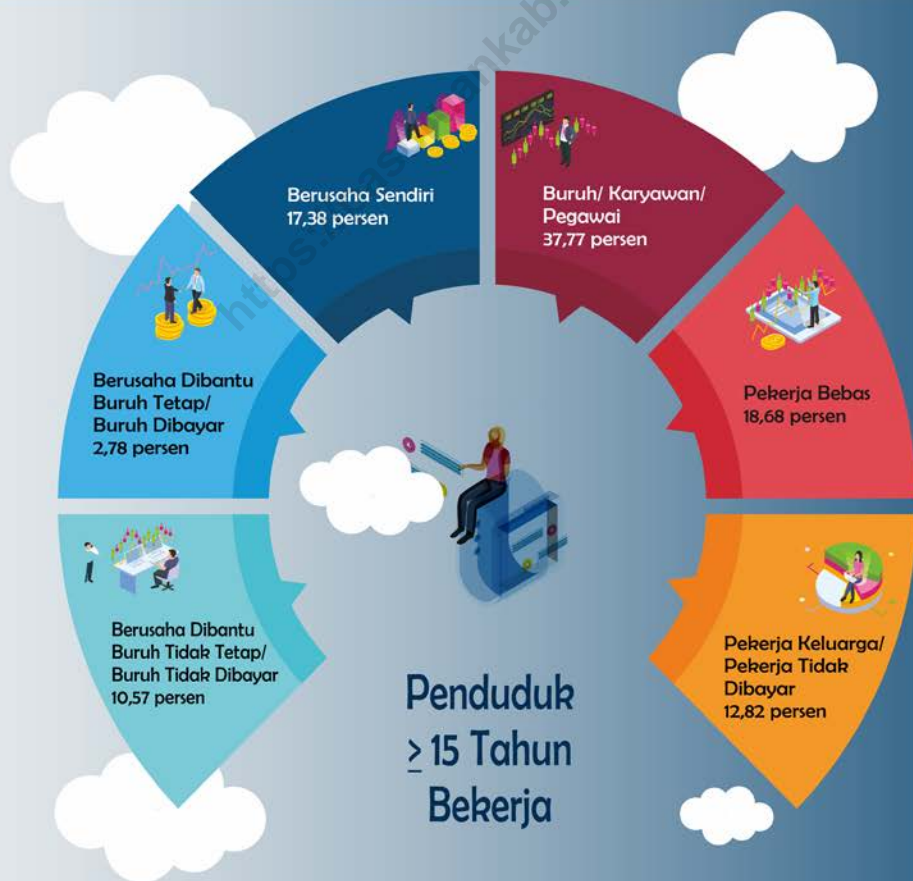 Berusaha Sendiri
17,38 persen
Buruh/ Karyawan/
Pegawai
37,77 persen
Berusaha Dibantu
Buruh Tetap/
Buruh Dibayar
2,78 persen
Pekerja Bebas
18,68 persen
Berusaha Dibantu
Buruh Tidak Tetap/
Buruh Tidak Dibayar
10,57 persen
Pekerja Keluarga/
Pekerja Tidak
Dibayar
12,82 persen
Penduduk
≥ 15 Tahun
Bekerja